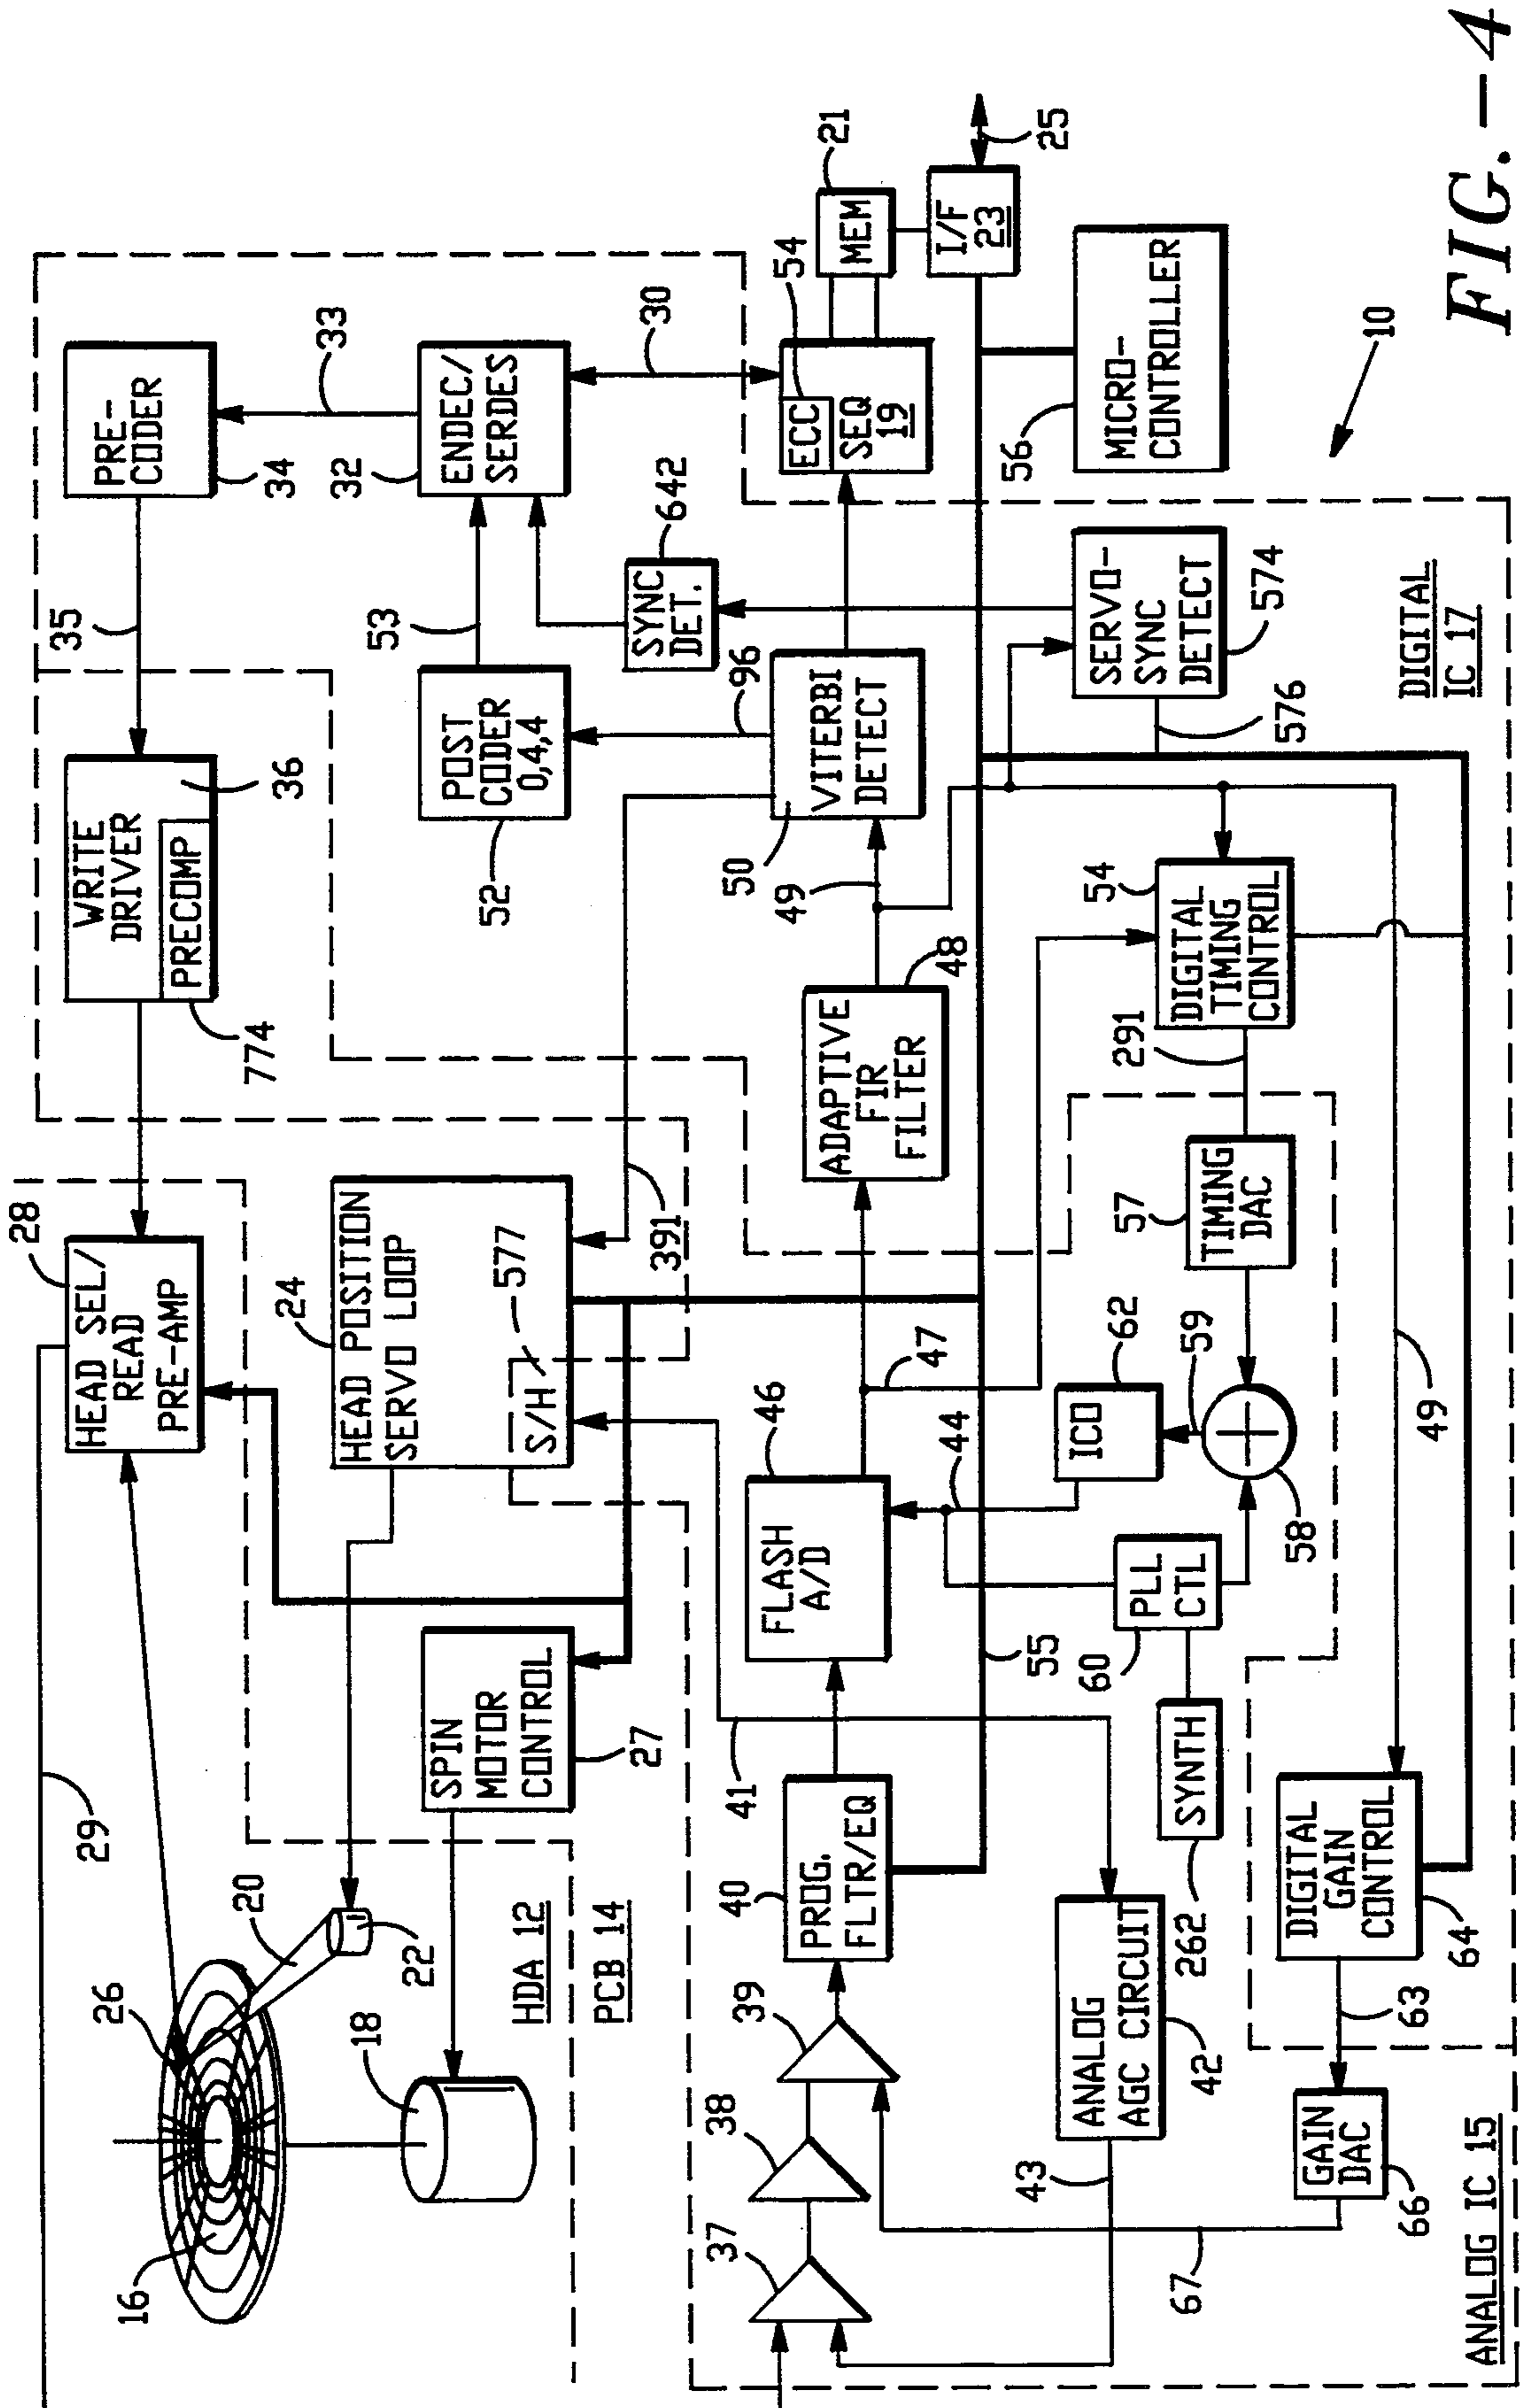 29
28
HEAD SEL/
READ
PRE-AMP
WRITE
DRIVER
PRECOMP
36
774
35
PRE-
CODER
34
33
26
20
16
22
18
24
HEAD POSITION
SERVO LOOP
S/H
577
391
SPIN
MOTOR
CONTROL
27
HDA 12
PCB 14
POST
CODER
0,4,4
52
53
ENDEC/
SERDES
32
30
SYNC
DET.
642
96
37
38
39
PROG.
FLTR/EQ
40
41
FLASH
A/D
46
47
44
ADAPTIVE
FIR
FILTER
48
49
VITERBI
DETECT
50
ECC
54
SEQ
19
MEM
21
I/F
23
25
55
43
ANALOG
AGC CIRCUIT
42
SYNTH
262
PLL
CTL
60
58
59
ICO
62
TIMING
DAC
57
291
DIGITAL
TIMING
CONTROL
54
SERVO-
SYNC
DETECT
574
576
MICRO-
CONTROLLER
56
10
67
GAIN
DAC
66
63
DIGITAL
GAIN
CONTROL
64
49
ANALOG IC 15
DIGITAL
IC 17
FIG.-4